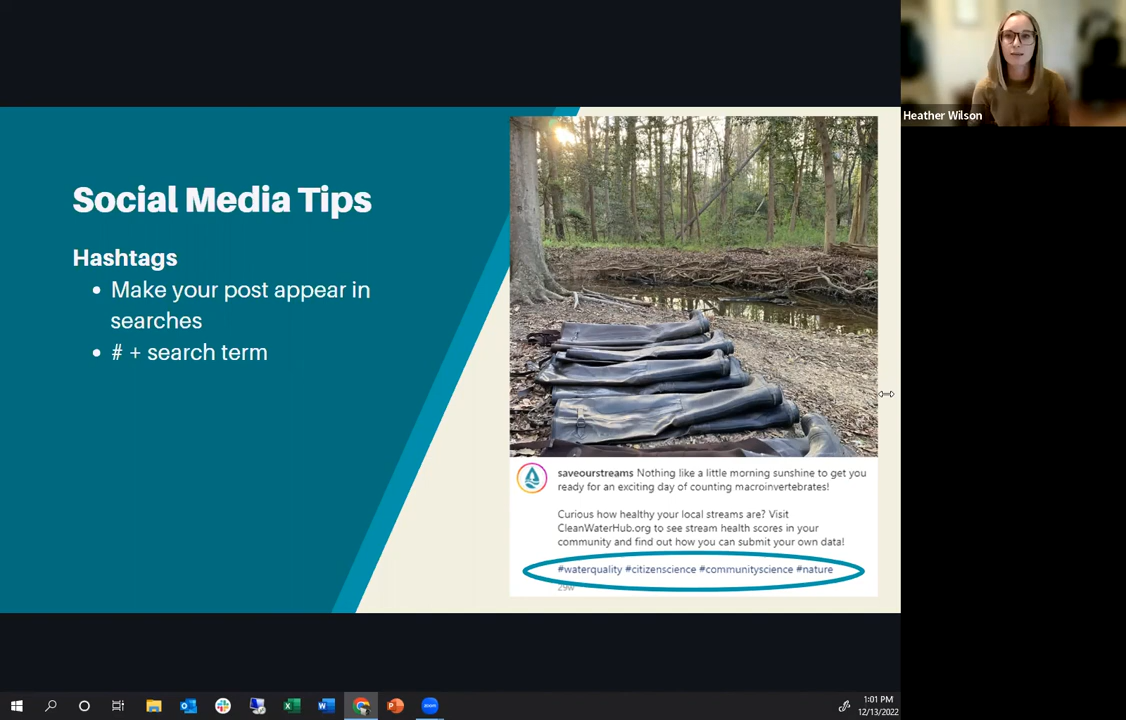 Heather Wilson
Social Media Tips
Hashtags
• Make your post appear in
searches
• # + search term
saveourstreams Nothing like a little morning sunshine to get you
ready for an exciting day of counting macroinvertebrates!
Curious how healthy your local streams are? Visit
CleanWaterHub.org to see stream health scores in your
community and find out how you can submit your own data!
#waterquality #citizenscience #communityscience #nature
29w
zoom
1:01 PM
12/13/2022